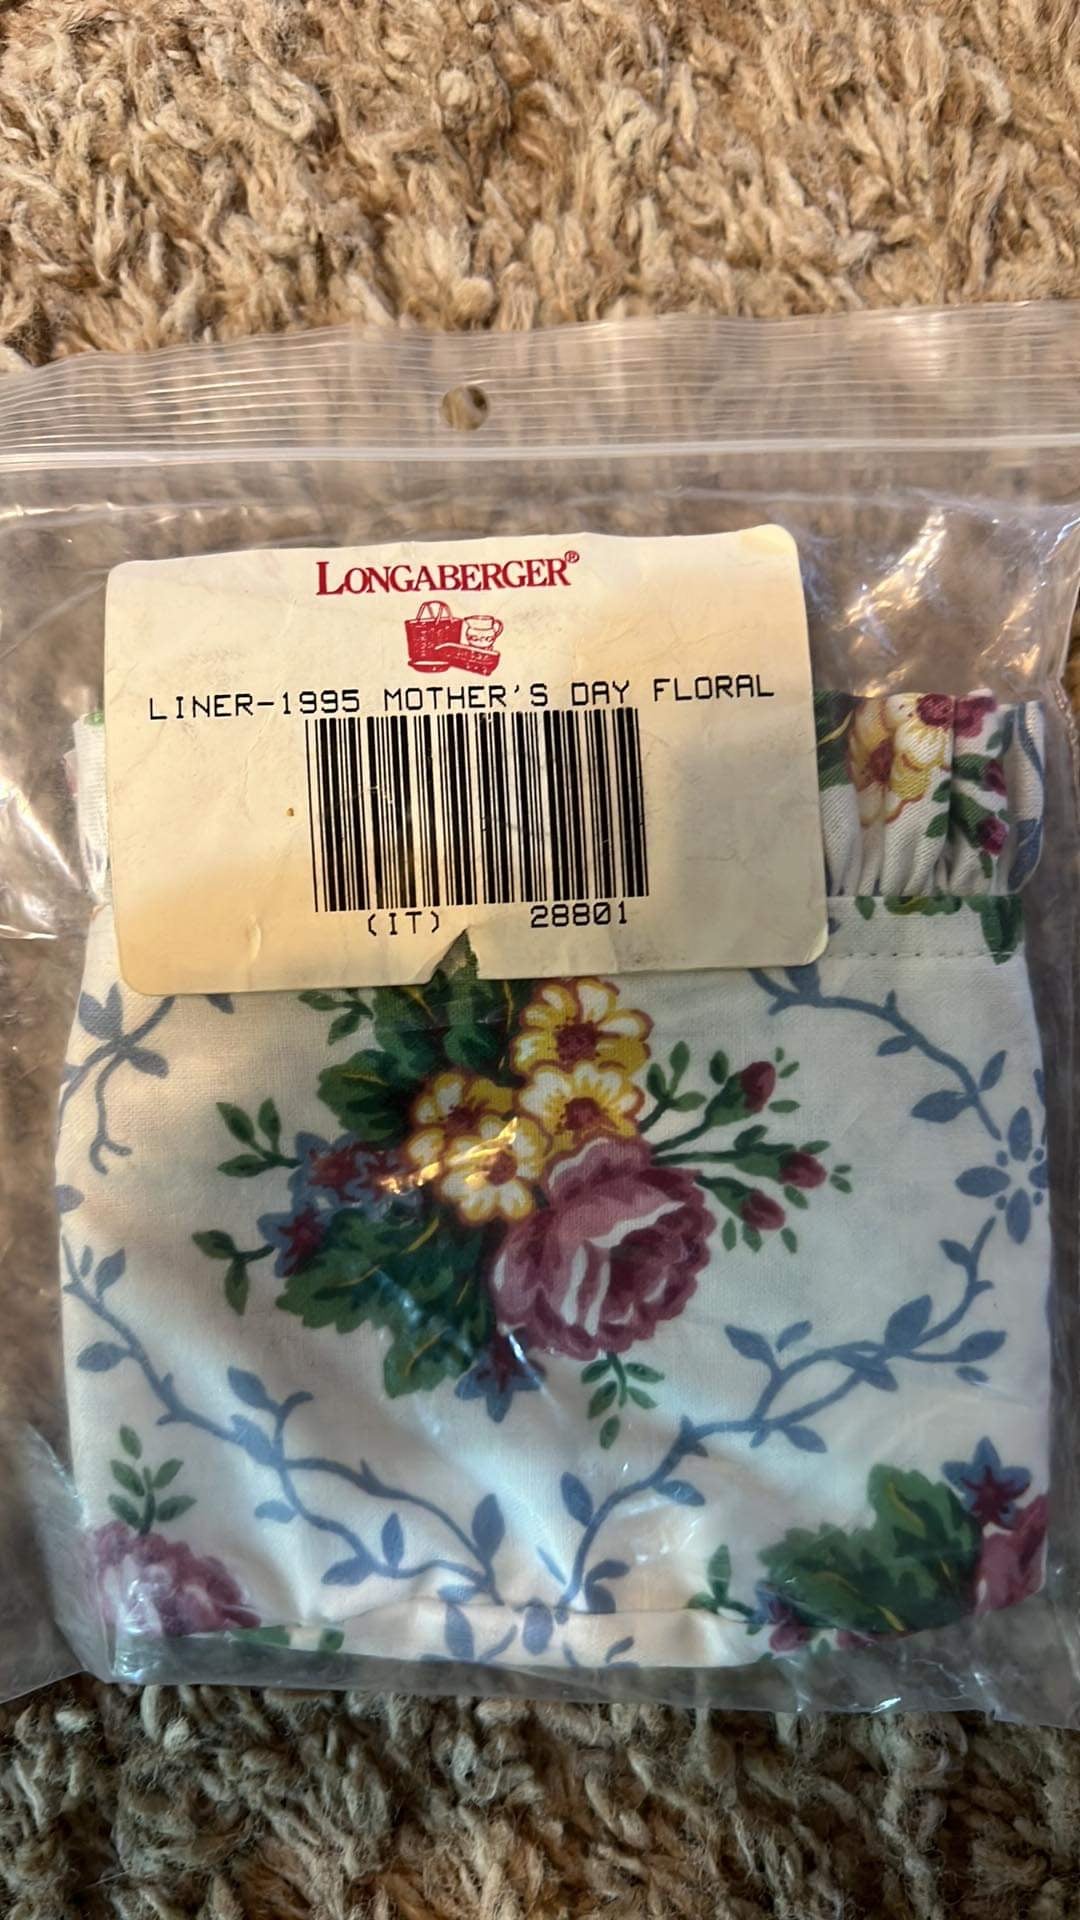 LONGABERGER®
LINER-1995 MOTHER'S DAY FLORAL
(IT) 28801